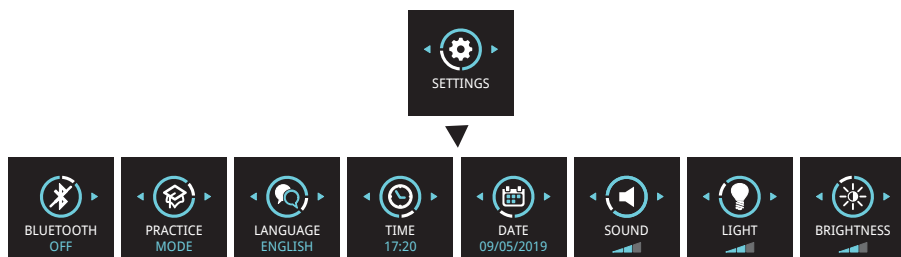 SETTINGS
BLUETOOTH
OFF
PRACTICE
MODE
LANGUAGE
ENGLISH
TIME
17:20
DATE
09/05/2019
SOUND
LIGHT
BRIGHTNESS